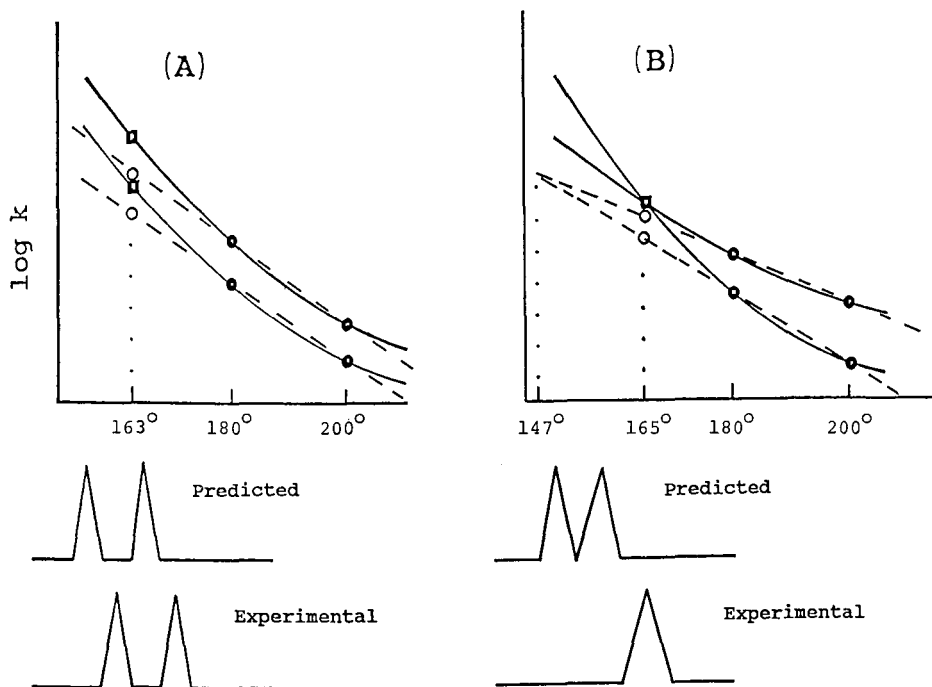 (A)
(B)
log k
163° 180° 200°
147° 165° 180° 200°
Predicted
Predicted
Experimental
Experimental